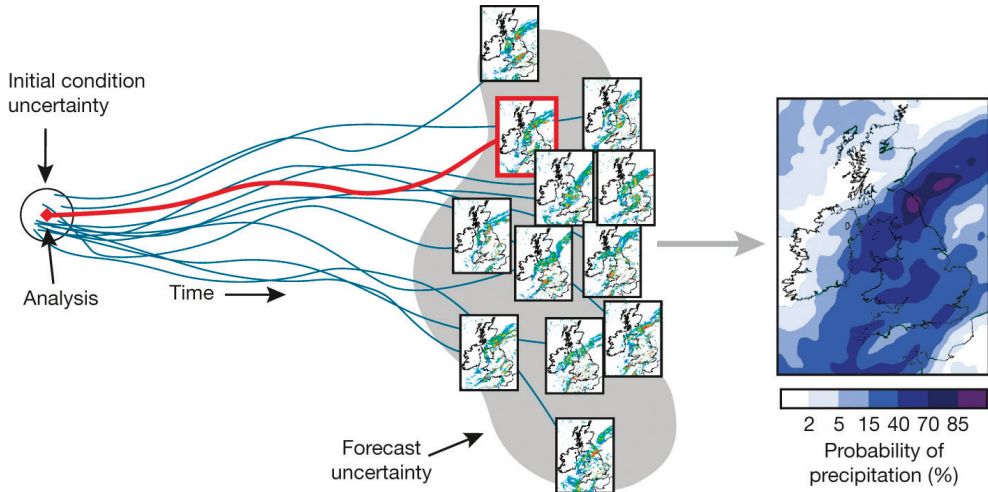 Initial condition
uncertainty
Analysis
Time
Forecast
uncertainty
2 5 15 40 70 85
Probability of
precipitation (%)